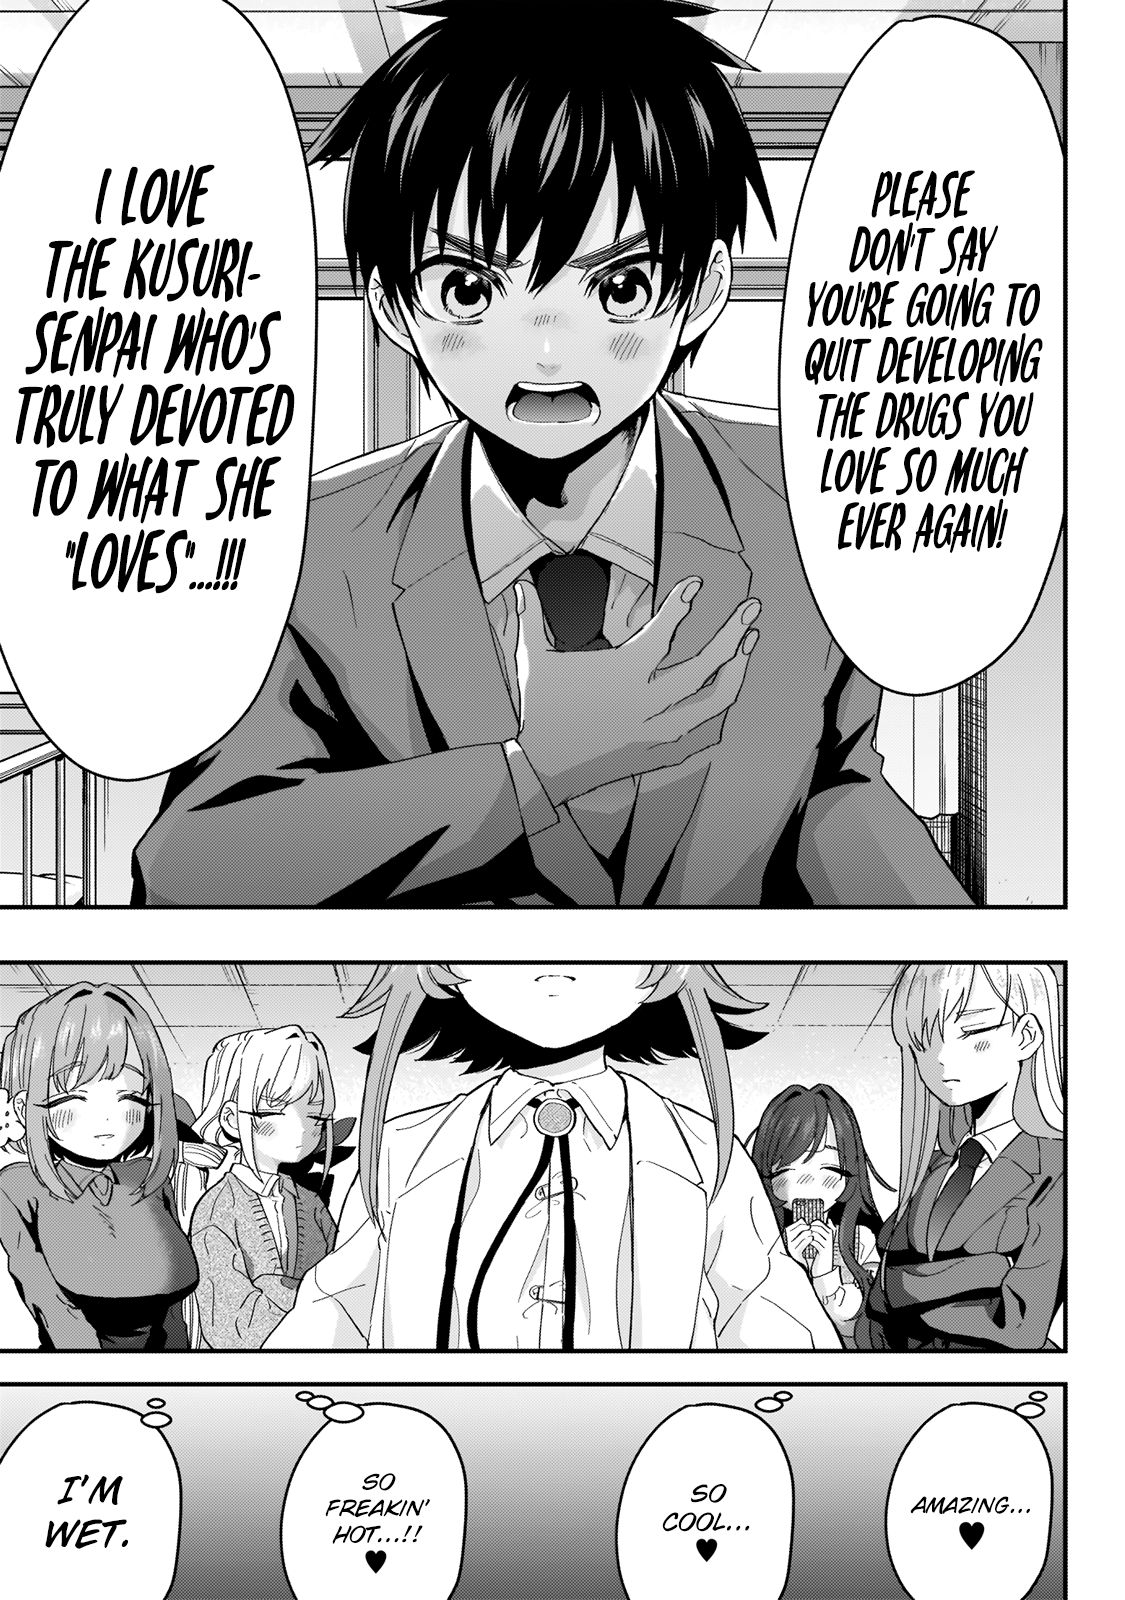 PLEASE
DON'T SAY
YOU'RE GOING TO
QUIT DEVELOPING
THE DRUGS YOU
LOVE SO MUCH
EVER AGAIN!
I LOVE
THE KUSURI-
SENPAI WHO'S
TRULY DEVOTED
TO WHAT SHE
"LOVES"...!!!
AMAZING...
♥
SO
COOL...
♥
SO
FREAKIN'
HOT...!!
♥
I'M
WET.